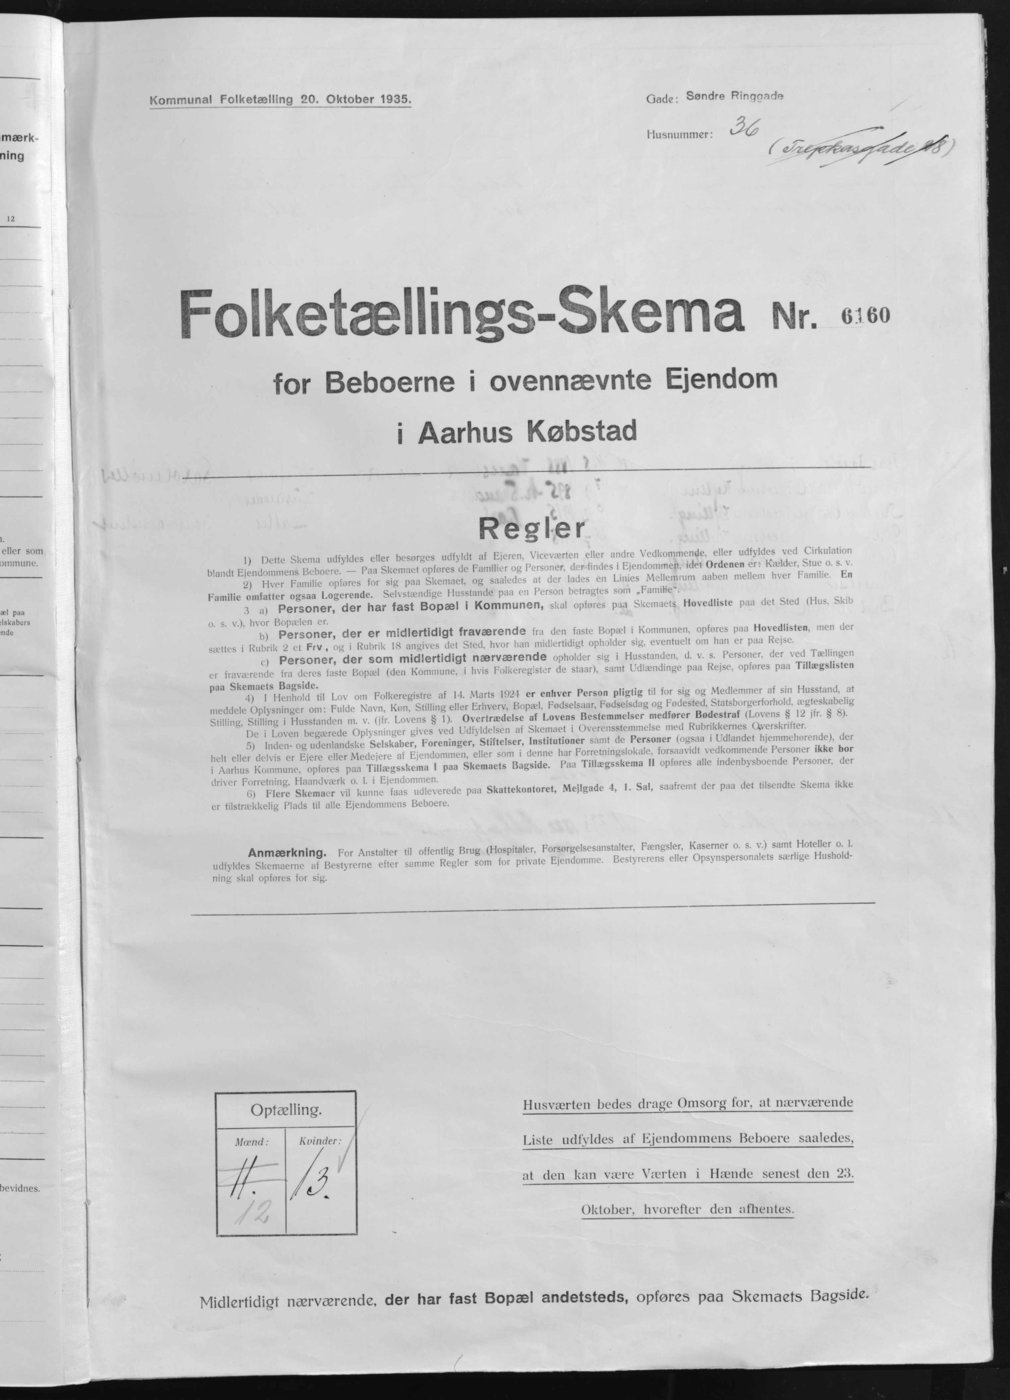 mærk-
ning
12
eller som
ommune.
æl paa
elskabers
ende
bevidnes.
Kommunal Folketælling 20. Oktober 1935.
Gade: Søndre Ringgade
Husnummer: 36
(Trepkasgade 28)
Folketællings-Skema Nr. 6160
for Beboerne i ovennævnte Ejendom
i Aarhus Købstad
Regler
1) Dette Skema udfyldes eller besørges udfyldt af Ejeren, Viceværten eller andre Vedkommende, eller udfyldes ved Cirkulation
blandt Ejendommens Beboere. — Paa Skemaet opføres de Familier og Personer, der findes i Ejendommen, idet Ordenen er: Kælder, Stue o. s. v.
2) Hver Familie opføres for sig paa Skemaet, og saaledes at der lades en Linies Mellemrum aaben mellem hver Familie. En
Familie omfatter ogsaa Logerende. Selvstændige Husstande paa en Person betragtes som „Familie".
3 a) Personer, der har fast Bopæl i Kommunen, skal opføres paa Skemaets Hovedliste paa det Sted (Hus, Skib
o. s. v.), hvor Bopælen er.
b) Personer, der er midlertidigt fraværende fra den faste Bopæl i Kommunen, opføres paa Hovedlisten, men der
sættes i Rubrik 2 et Frv, og i Rubrik 18 angives det Sted, hvor han midlertidigt opholder sig, eventuelt om han er paa Rejse.
c) Personer, der som midlertidigt nærværende opholder sig i Husstanden, d. v. s. Personer, der ved Tællingen
er fraværende fra deres faste Bopæl (den Kommune, i hvis Folkeregister de staar), samt Udlændinge paa Rejse, opføres paa Tillægslisten
paa Skemaets Bagside.
4) I Henhold til Lov om Folkeregistre af 14. Marts 1924 er enhver Person pligtig til for sig og Medlemmer af sin Husstand, at
meddele Oplysninger om: Fulde Navn, Køn, Stilling eller Erhverv, Bopæl, Fødselsaar, Fødselsdag og Fødested, Statsborgerforhold, ægteskabelig
Stilling, Stilling i Husstanden m. v. (jfr. Lovens § 1). Overtrædelse af Lovens Bestemmelser medfører Bødestraf (Lovens § 12 jfr. § 8).
De i Loven begærede Oplysninger gives ved Udfyldelsen af Skemaet i Overensstemmelse med Rubrikkernes Overskrifter.
5) Inden- og udenlandske Selskaber, Foreninger, Stiftelser, Institutioner samt de Personer (ogsaa i Udlandet hjemmehørende), der
helt eller delvis er Ejere eller Medejere af Ejendommen, eller som i denne har Forretningslokale, forsaavidt vedkommende Personer ikke bor
i Aarhus Kommune, opføres paa Tillægsskema I paa Skemaets Bagside. Paa Tillægsskema II opføres alle indenbysboende Personer, der
driver Forretning, Haandværk o. l. i Ejendommen.
6) Flere Skemaer vil kunne faas udleverede paa Skattekontoret, Mejlgade 4, 1. Sal, saafremt der paa det tilsendte Skema ikke
er tilstrækkelig Plads til alle Ejendommens Beboere.
Anmærkning. For Anstalter til offentlig Brug (Hospitaler, Forsørgelsesanstalter, Fængsler, Kaserner o. s. v.) samt Hoteller o. l.
udfyldes Skemaerne af Bestyrerne efter samme Regler som for private Ejendomme. Bestyrerens eller Opsynspersonalets særlige Hushold-
ning skal opføres for sig.
Optælling.
Mænd: Kvinder:
11. 13.
12
Husværten bedes drage Omsorg for, at nærværende
Liste udfyldes af Ejendommens Beboere saaledes,
at den kan være Værten i Hænde senest den 23.
Oktober, hvorefter den afhentes.
Midlertidigt nærværende, der har fast Bopæl andetsteds, opføres paa Skemaets Bagside.